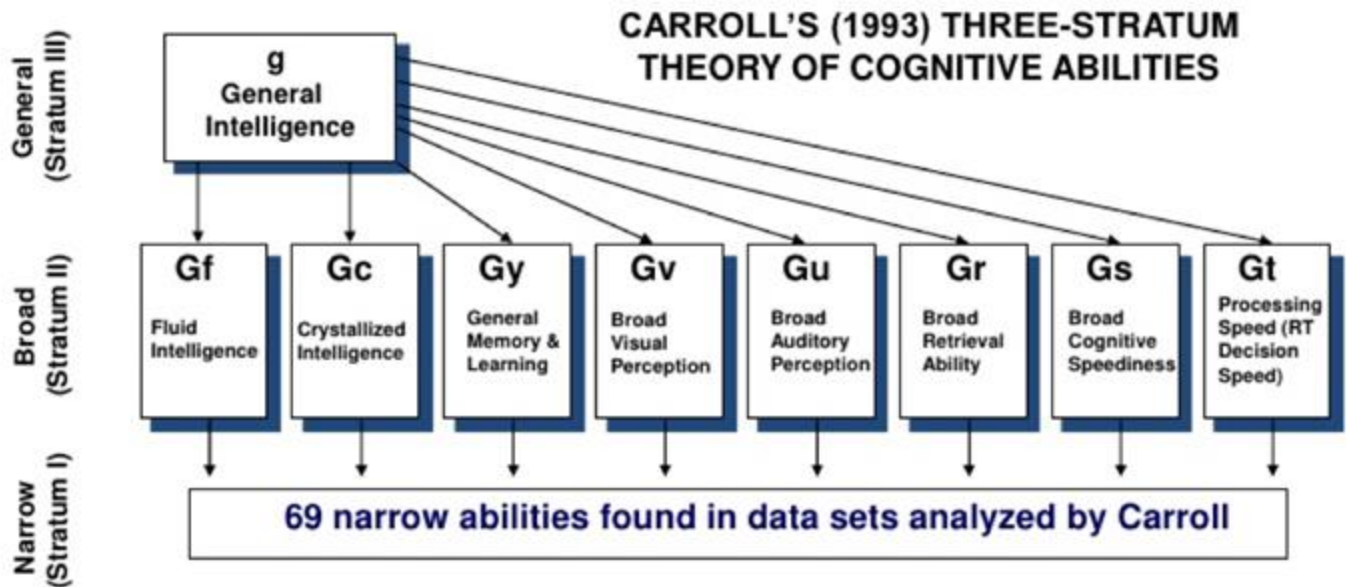 CARROLL'S (1993) THREE-STRATUM
THEORY OF COGNITIVE ABILITIES
General
(Stratum III)
g
General
Intelligence
Broad
(Stratum II)
Gf
Fluid
Intelligence
Gc
Crystallized
Intelligence
Gy
General
Memory &
Learning
Gv
Broad
Visual
Perception
Gu
Broad
Auditory
Perception
Gr
Broad
Retrieval
Ability
Gs
Broad
Cognitive
Speediness
Gt
Processing
Speed (RT
Decision
Speed)
Narrow
(Stratum I)
69 narrow abilities found in data sets analyzed by Carroll